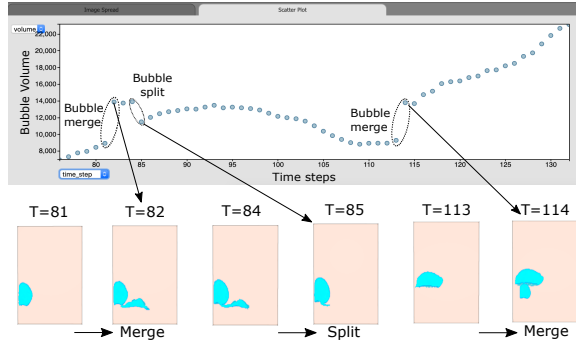 Image Spread
Scatter Plot
volume
22,000
20,000
18,000
16,000
14,000
12,000
10,000
8,000
Bubble Volume
Bubble
merge
Bubble
split
Bubble
merge
80 85 90 95 100 105 110 115 120 125 130
time_step
Time steps
T=81 T=82 T=84 T=85 T=113 T=114
Merge Split Merge